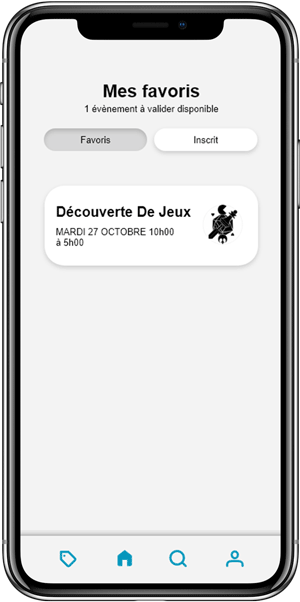 Mes favoris
1 évènement à valider disponible
Favoris
Inscrit
Découverte De Jeux
MARDI 27 OCTOBRE 10h00
à 5h00